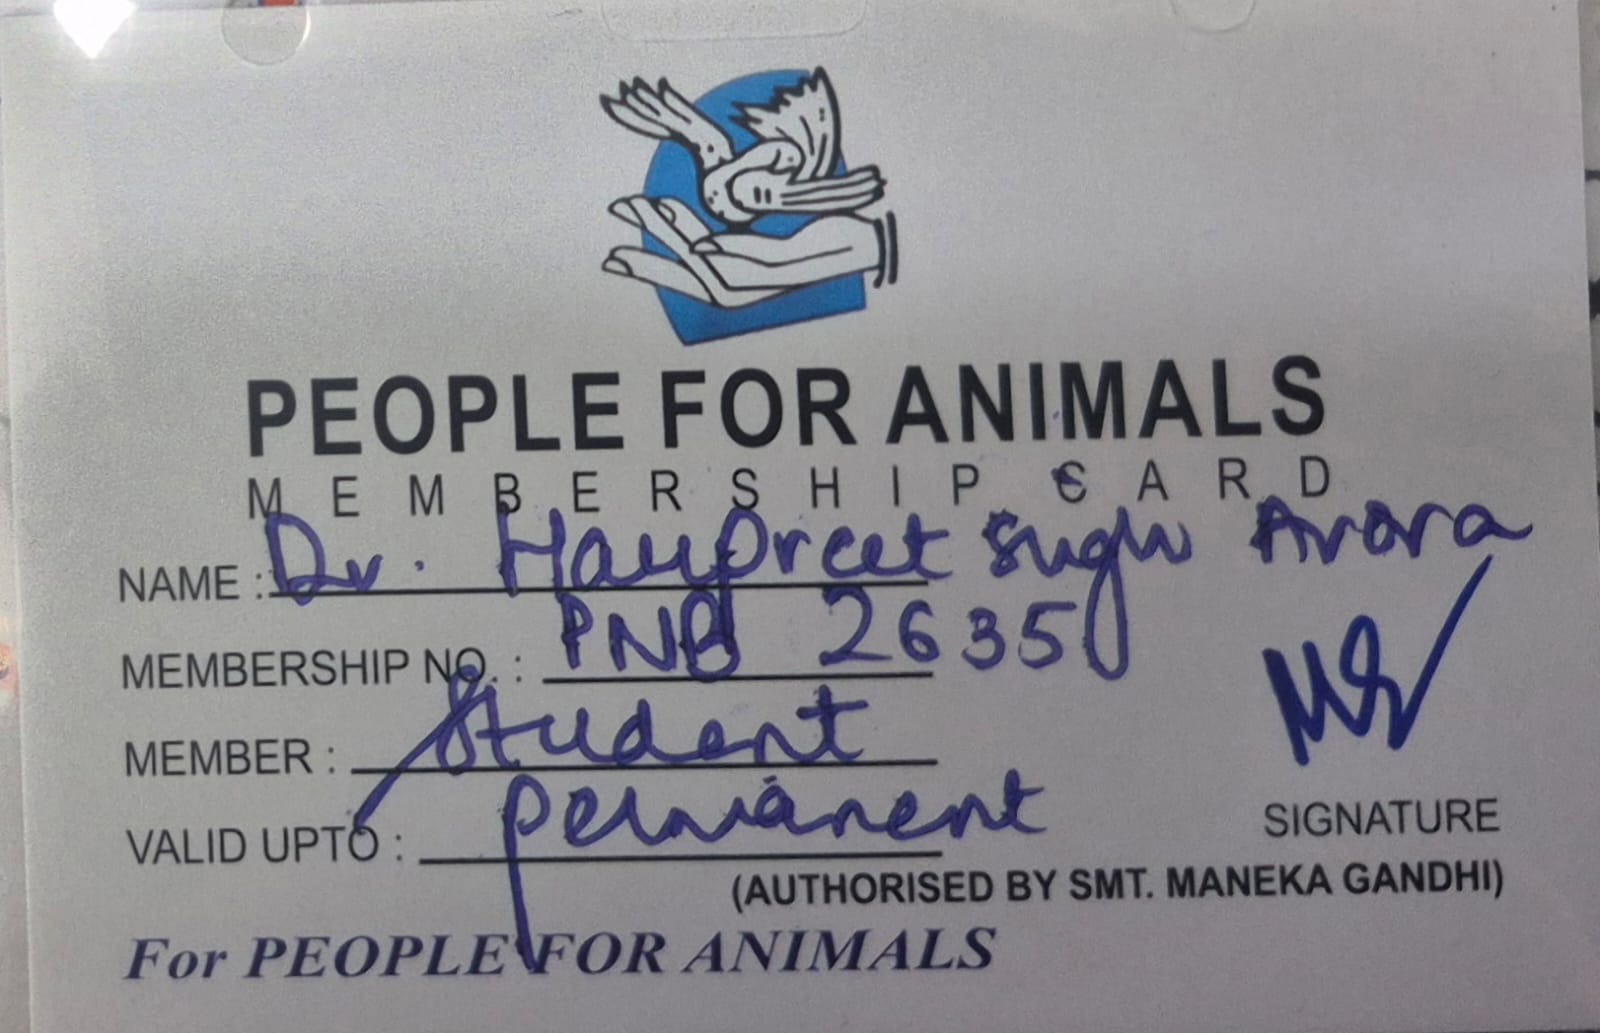 PEOPLE FOR ANIMALS
MEMBERSHIP CARD
NAME : Dr. Harpreet Singh Arora
MEMBERSHIP NO. : PNB 2635
MEMBER : Student
VALID UPTO : Permanent
SIGNATURE
(AUTHORISED BY SMT. MANEKA GANDHI)
For PEOPLE FOR ANIMALS